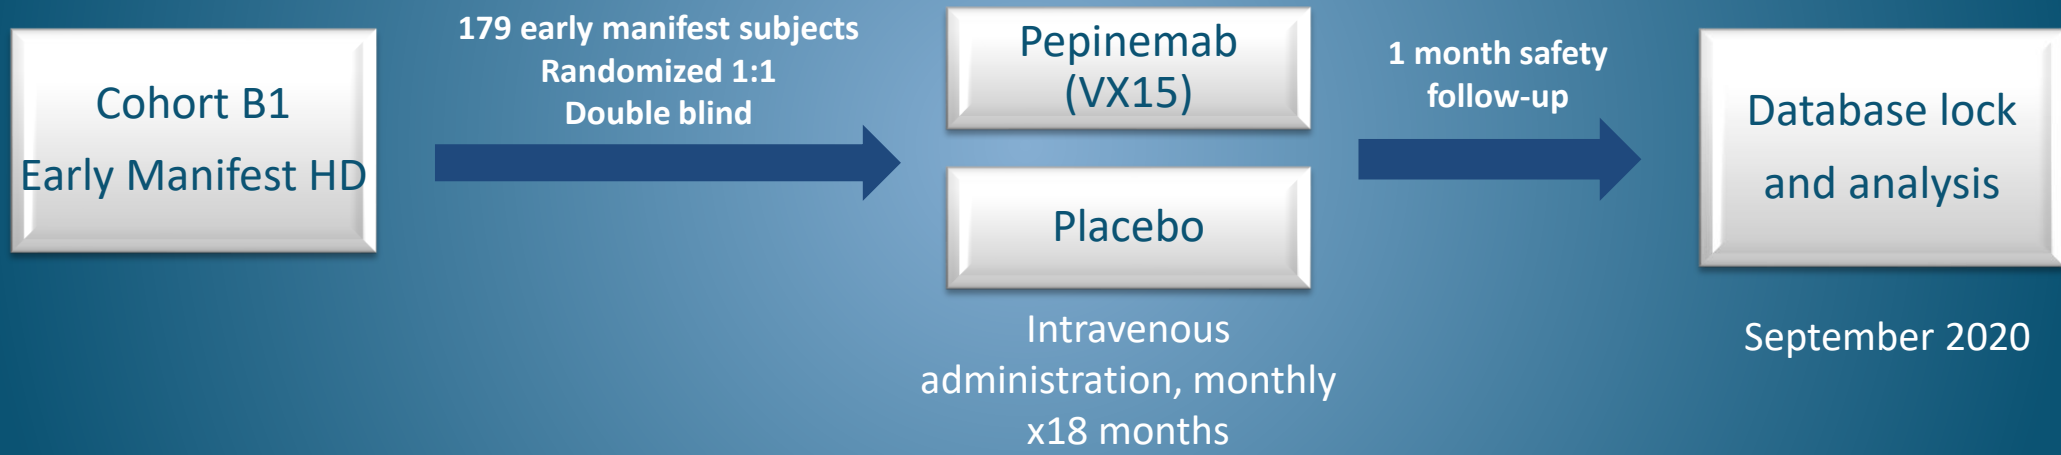 Cohort B1
Early Manifest HD
179 early manifest subjects
Randomized 1:1
Double blind
Pepinemab
(VX15)
Placebo
Intravenous
administration, monthly
x18 months
1 month safety
follow-up
Database lock
and analysis
September 2020